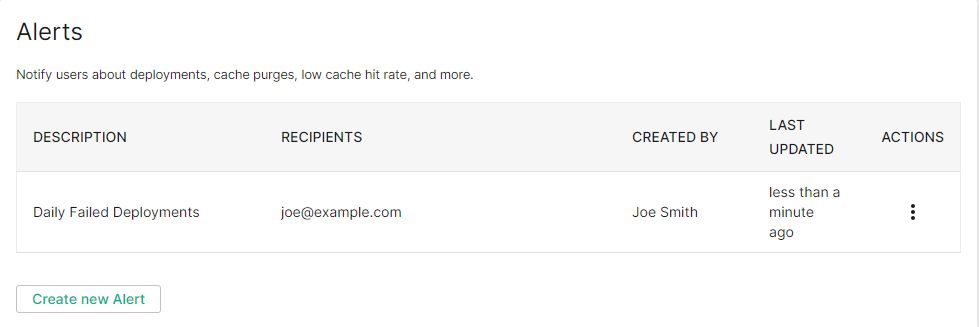 Alerts
Notify users about deployments, cache purges, low cache hit rate, and more.
DESCRIPTION RECIPIENTS CREATED BY LAST UPDATED ACTIONS
Daily Failed Deployments joe@example.com Joe Smith less than a minute ago
Create new Alert